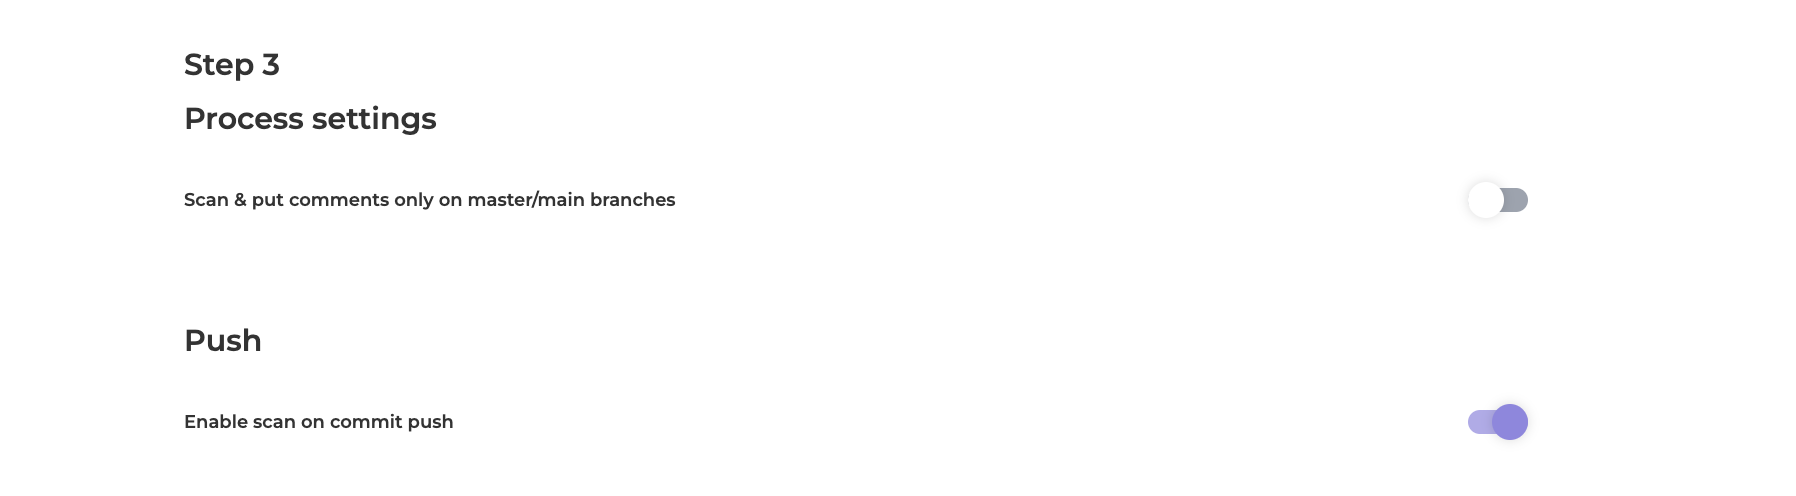 Step 3
Process settings
Scan & put comments only on master/main branches
Push
Enable scan on commit push